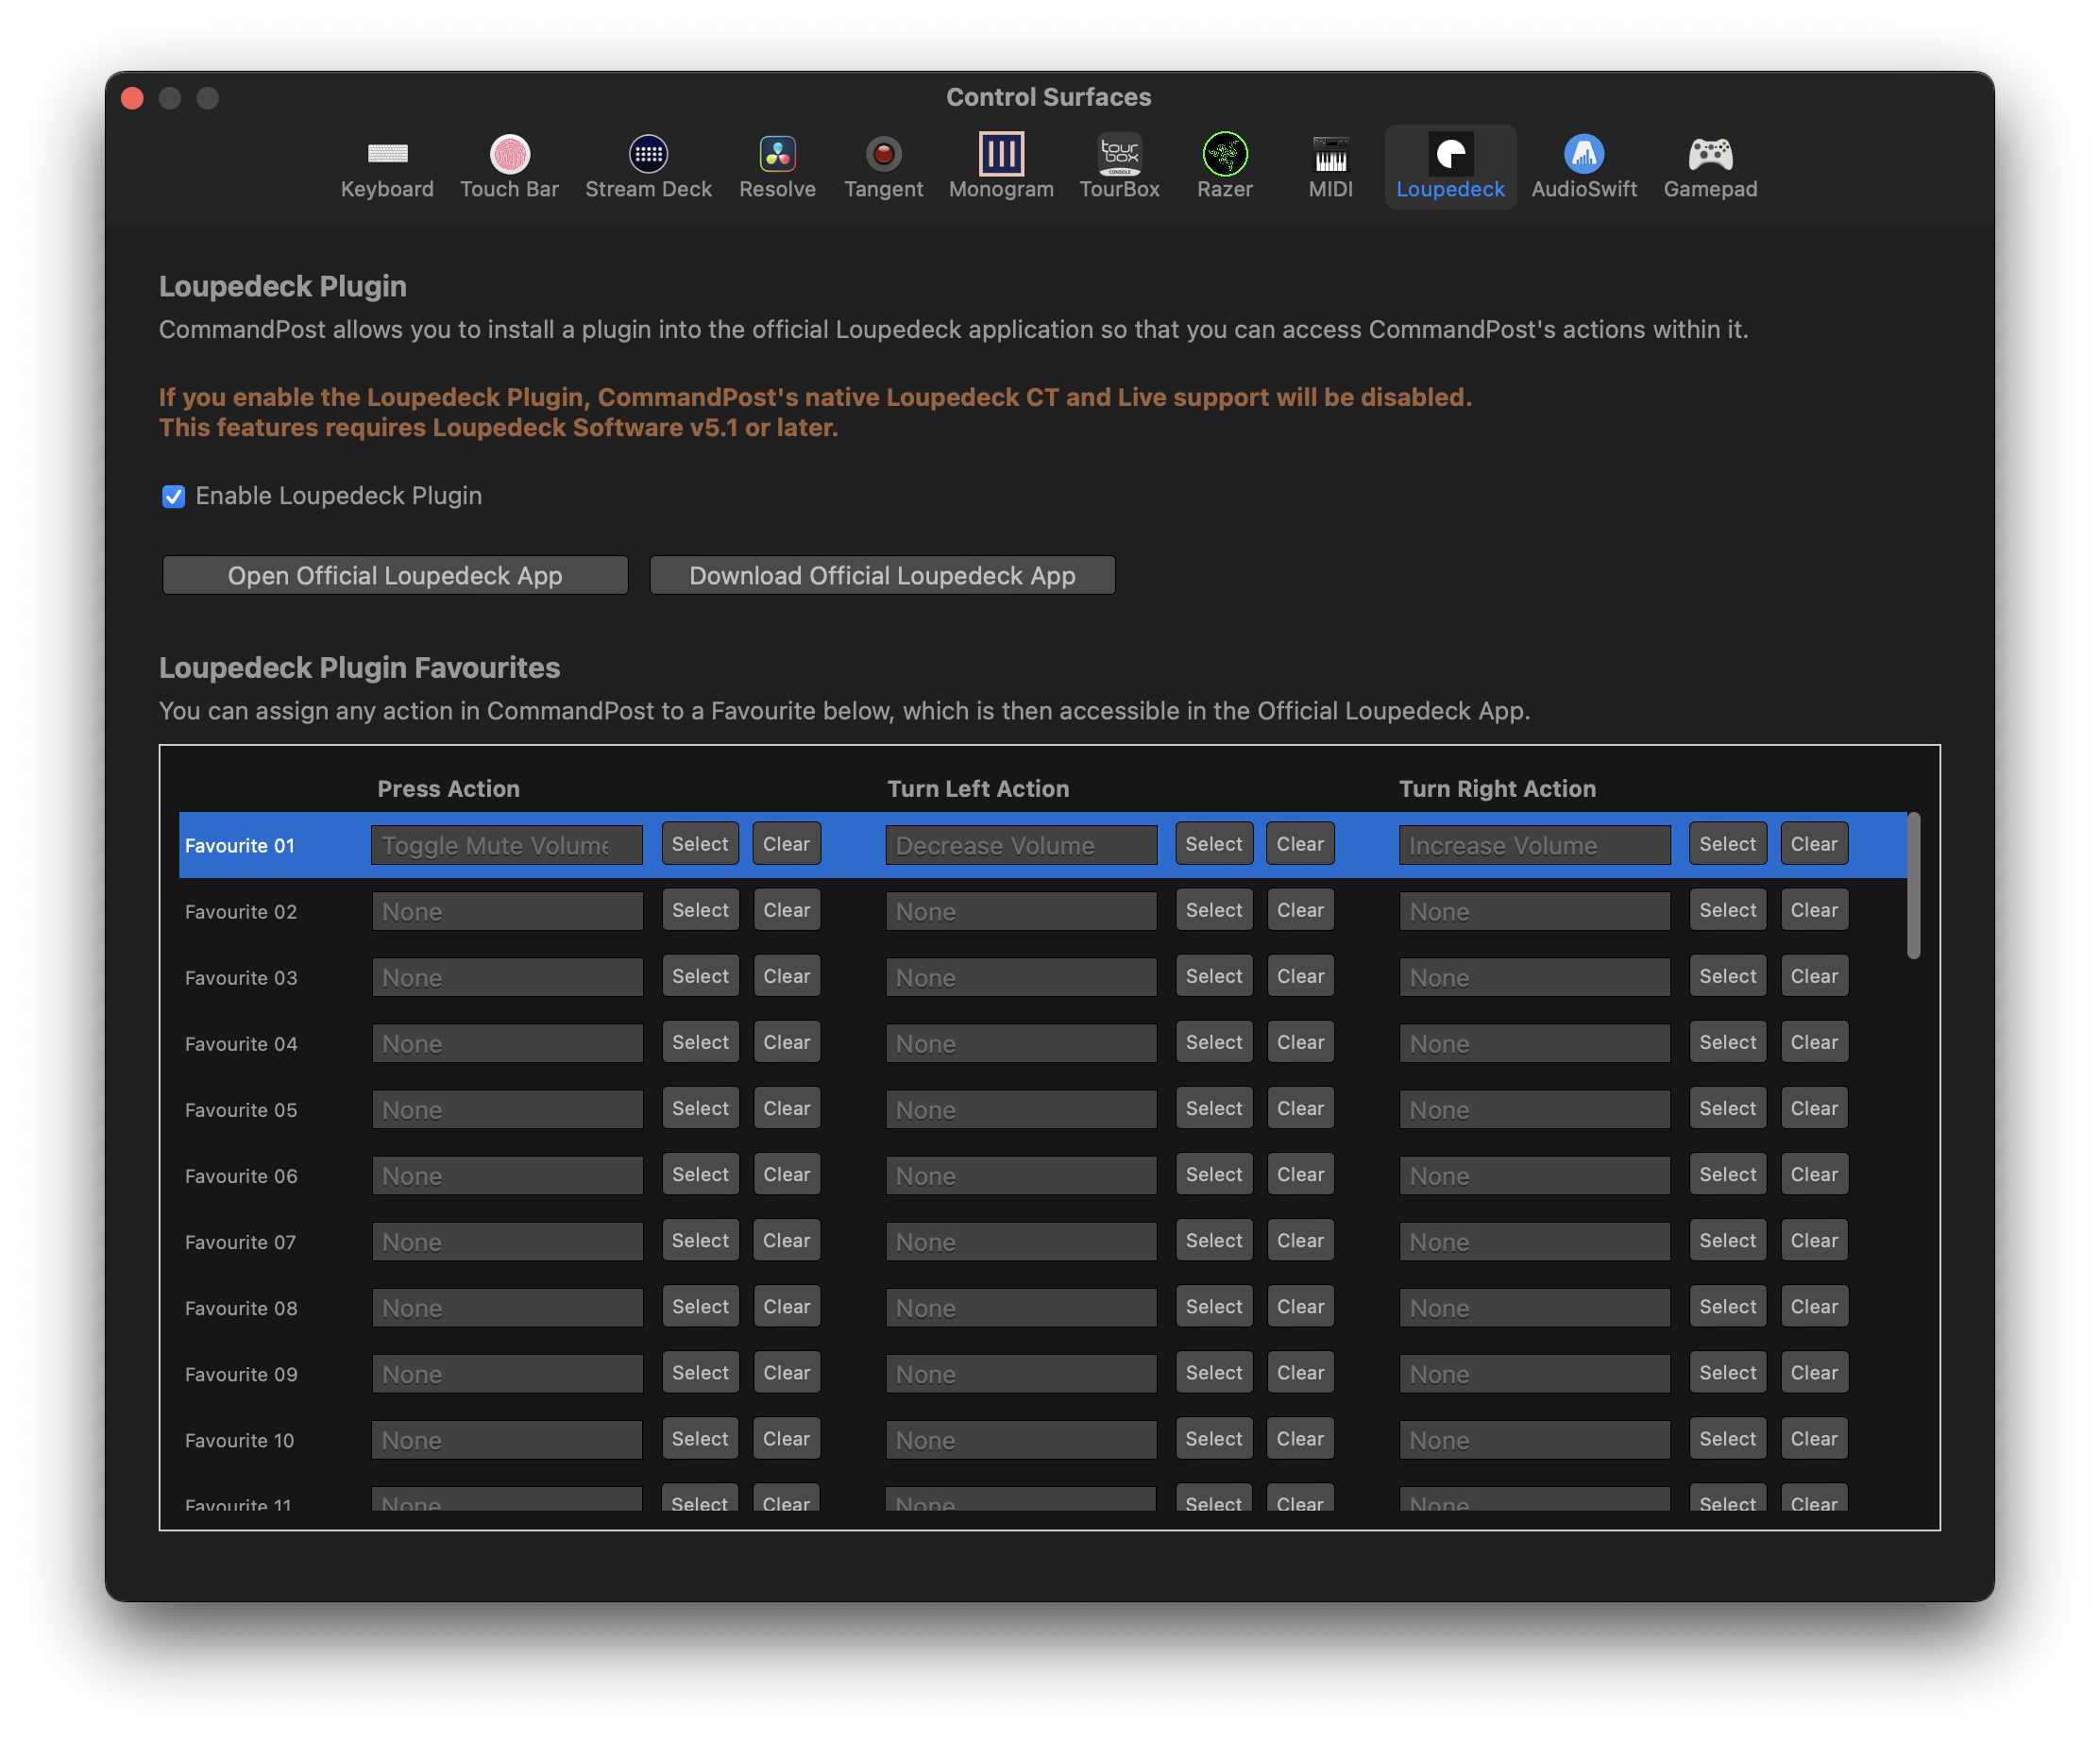 Control Surfaces
Keyboard Touch Bar Stream Deck Resolve Tangent Monogram tour box CONSOLE TourBox Razer MIDI Loupedeck AudioSwift Gamepad
Loupedeck Plugin
CommandPost allows you to install a plugin into the official Loupedeck application so that you can access CommandPost's actions within it.
If you enable the Loupedeck Plugin, CommandPost's native Loupedeck CT and Live support will be disabled.
This features requires Loupedeck Software v5.1 or later.
Enable Loupedeck Plugin
Open Official Loupedeck App Download Official Loupedeck App
Loupedeck Plugin Favourites
You can assign any action in CommandPost to a Favourite below, which is then accessible in the Official Loupedeck App.
Press Action Turn Left Action Turn Right Action
Favourite 01 Toggle Mute Volume Select Clear Decrease Volume Select Clear Increase Volume Select Clear
Favourite 02 None Select Clear None Select Clear None Select Clear
Favourite 03 None Select Clear None Select Clear None Select Clear
Favourite 04 None Select Clear None Select Clear None Select Clear
Favourite 05 None Select Clear None Select Clear None Select Clear
Favourite 06 None Select Clear None Select Clear None Select Clear
Favourite 07 None Select Clear None Select Clear None Select Clear
Favourite 08 None Select Clear None Select Clear None Select Clear
Favourite 09 None Select Clear None Select Clear None Select Clear
Favourite 10 None Select Clear None Select Clear None Select Clear
Favourite 11 None Select Clear None Select Clear None Select Clear